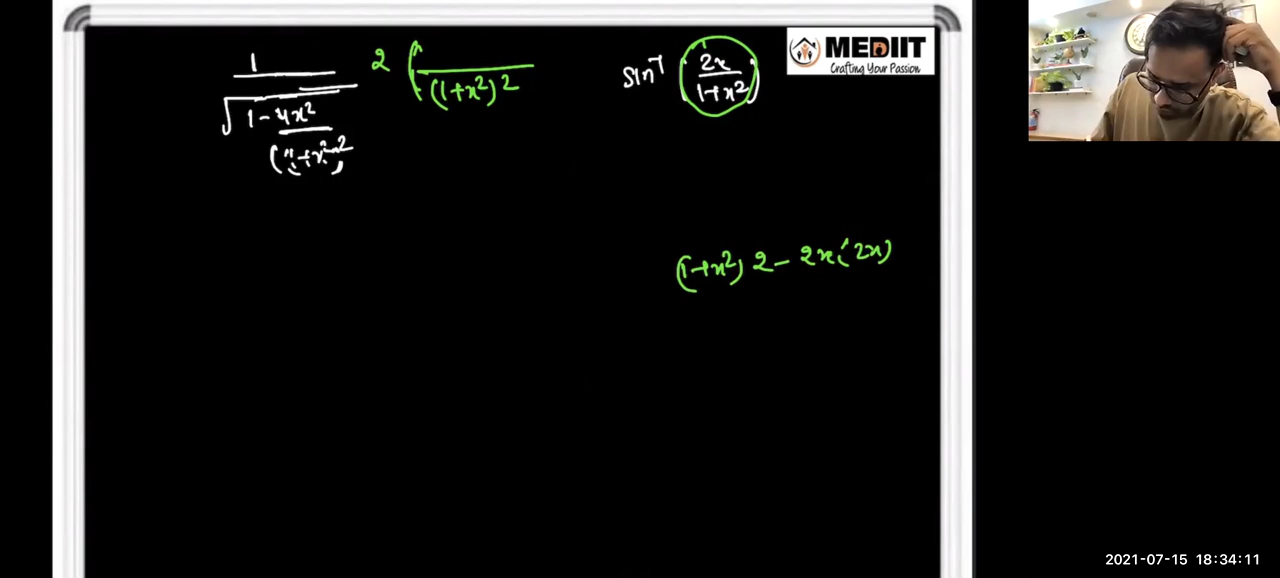 1
√1 - 4x²
(1+x²)²
2 (
(1+x²)2
sin⁻¹ (2x
1+x²)
MEDIIT
Crafting Your Passion
(1+x²) 2 - 2x(2x)
2021-07-15 18:34:11